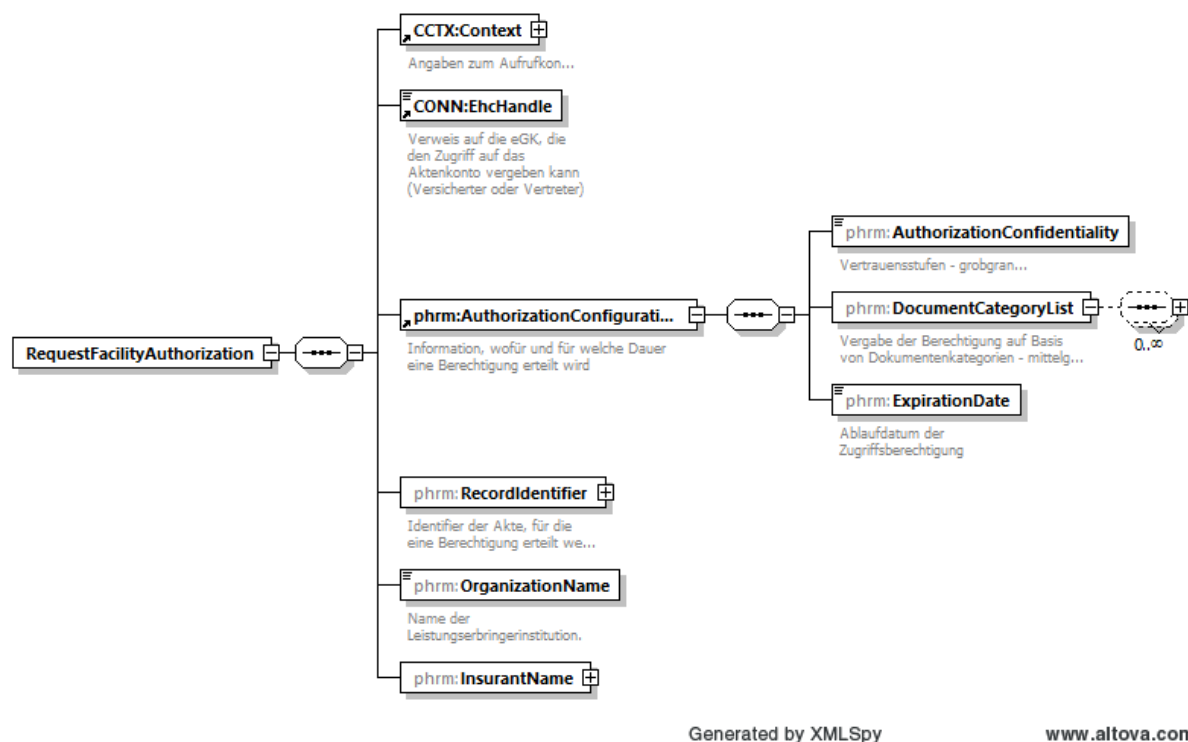 CCTX:Context
Angaben zum Aufrufkon...
CONN:EhcHandle
Verweis auf die eGK, die
den Zugriff auf das
Aktenkonto vergeben kann
(Versicherter oder Vertreter)
RequestFacilityAuthorization
phrm:AuthorizationConfigurati...
Information, wofür und für welche Dauer
eine Berechtigung erteilt wird
phrm:AuthorizationConfidentiality
Vertrauensstufen - grobgran...
phrm:DocumentCategoryList
Vergabe der Berechtigung auf Basis
von Dokumentenkategorien - mittelg...
0..∞
phrm:ExpirationDate
Ablaufdatum der
Zugriffsberechtigung
phrm:RecordIdentifier
Identifier der Akte, für die
eine Berechtigung erteilt we...
phrm:OrganizationName
Name der
Leistungserbringerinstitution.
phrm:InsurantName
Generated by XMLSpy
www.altova.com